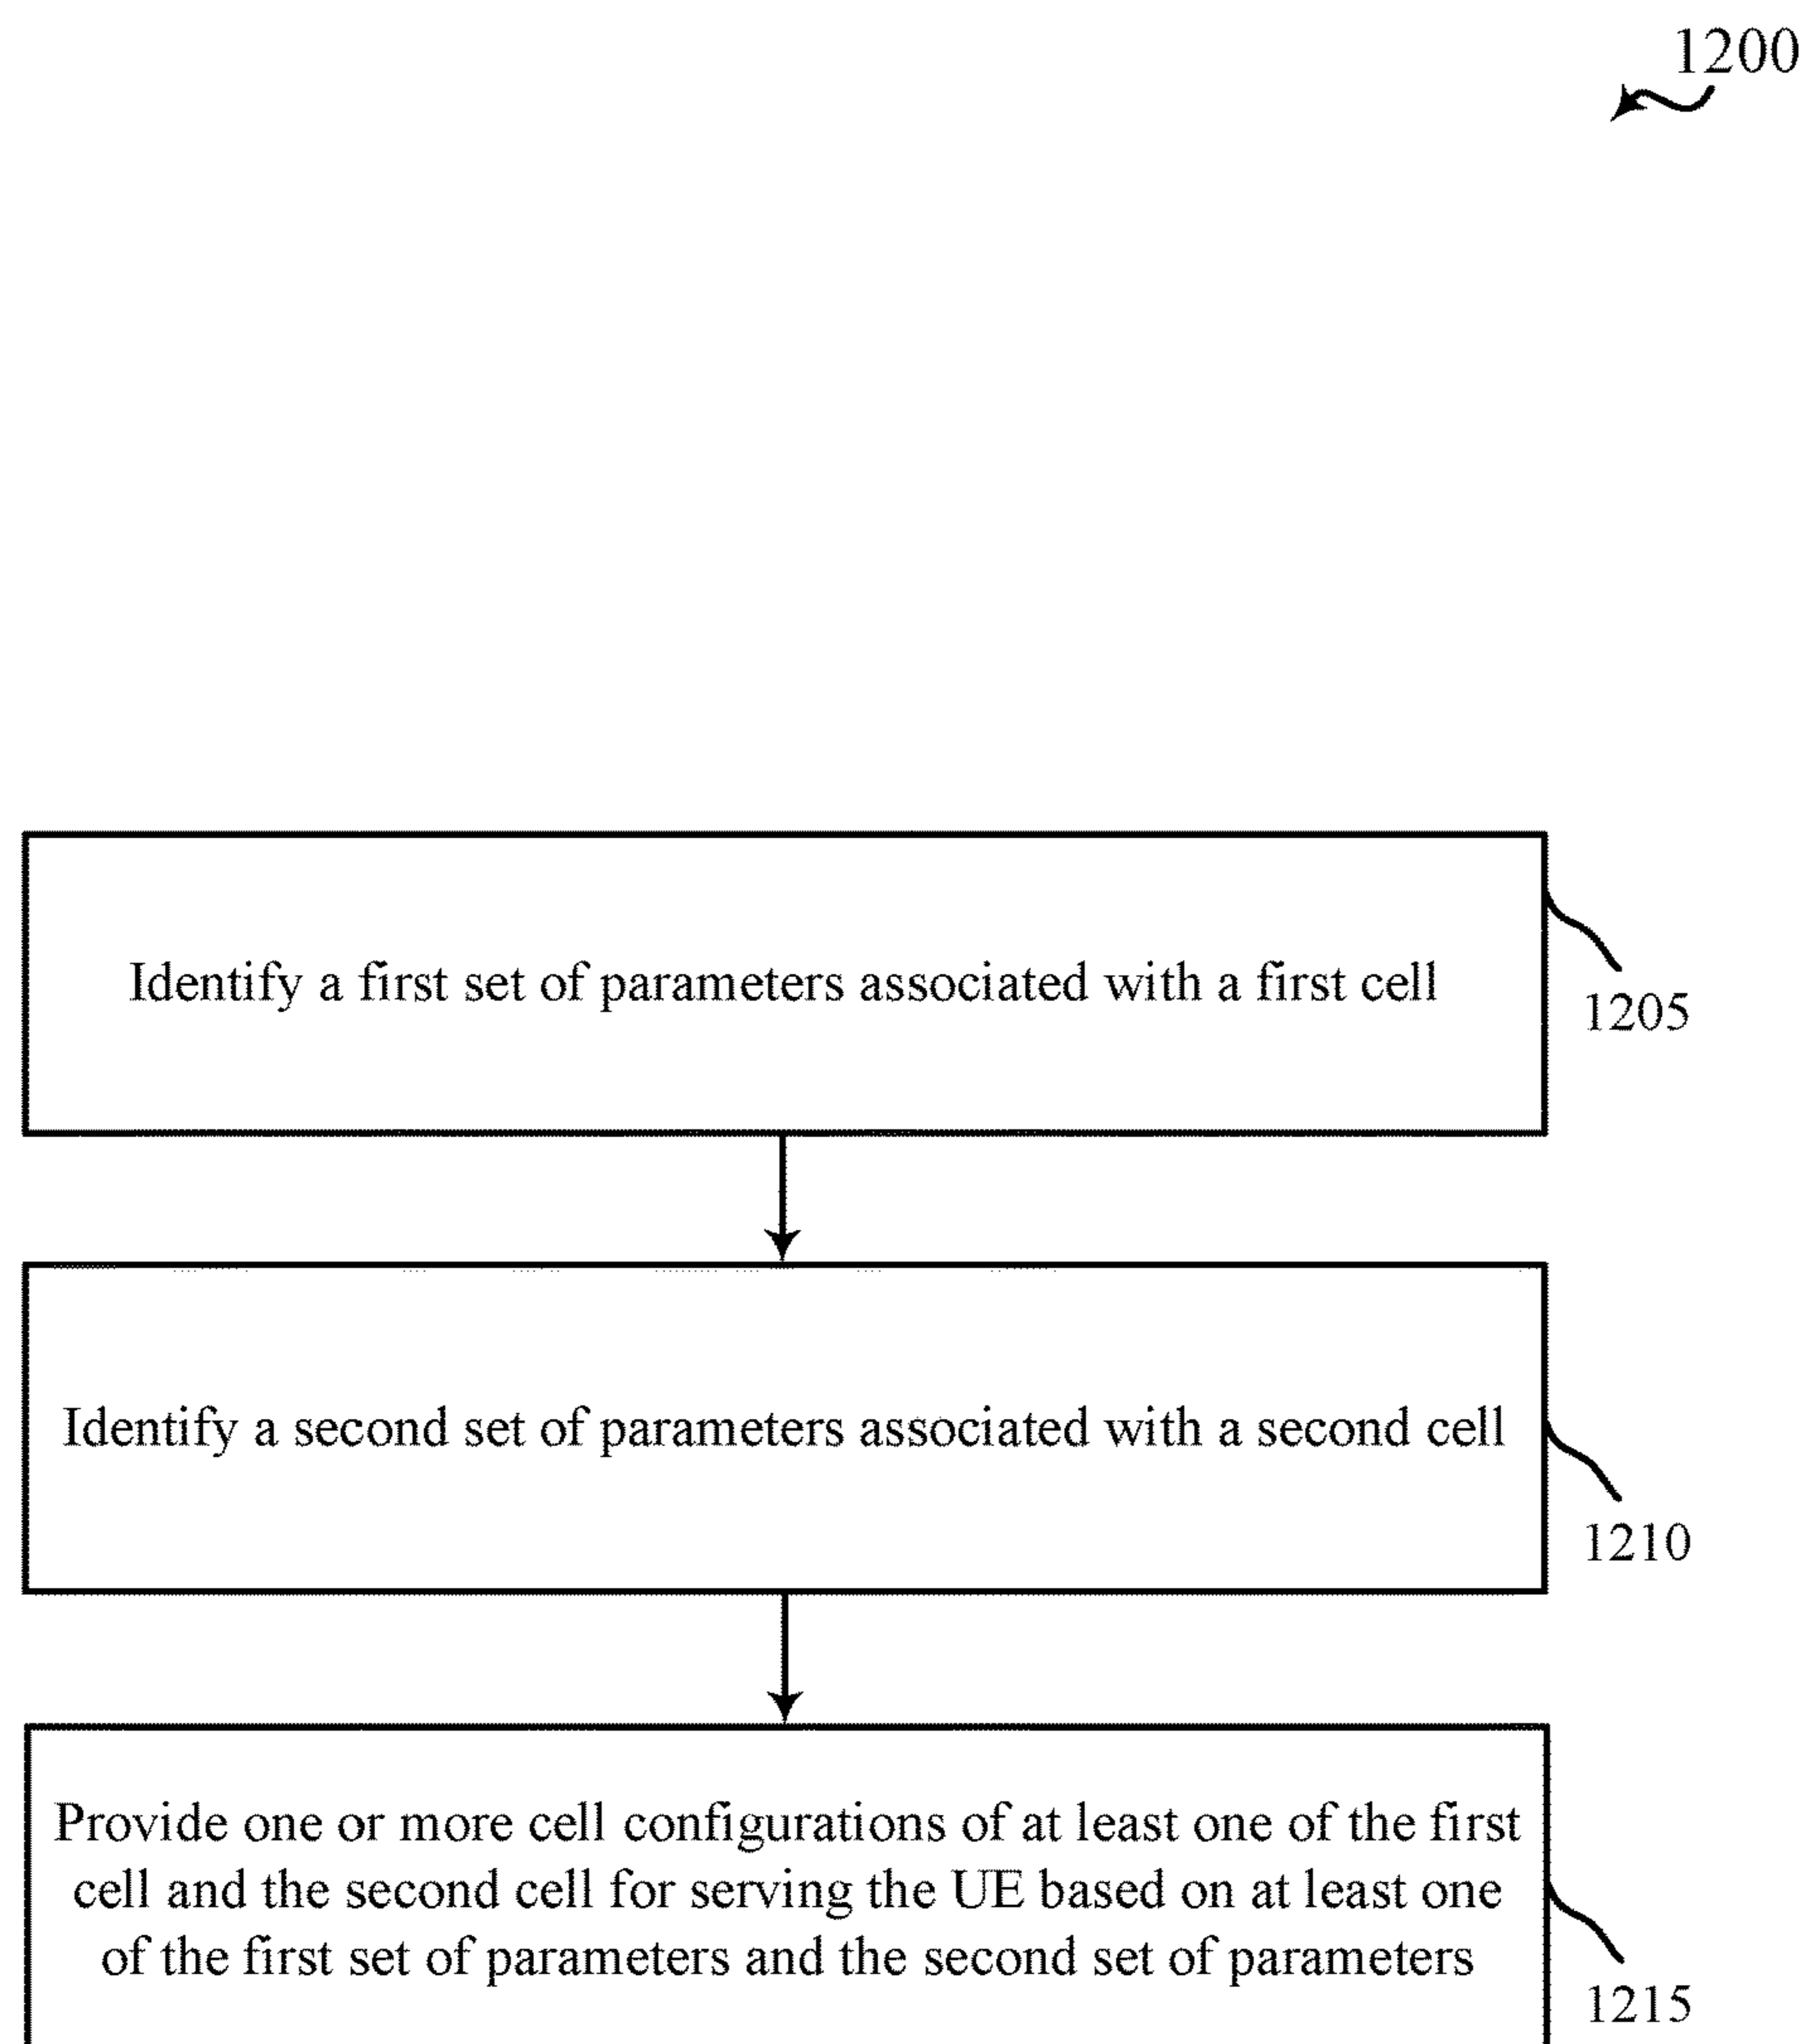 1200
Identify a first set of parameters associated with a first cell
1205
Identify a second set of parameters associated with a second cell
1210
Provide one or more cell configurations of at least one of the first
cell and the second cell for serving the UE based on at least one
of the first set of parameters and the second set of parameters
1215